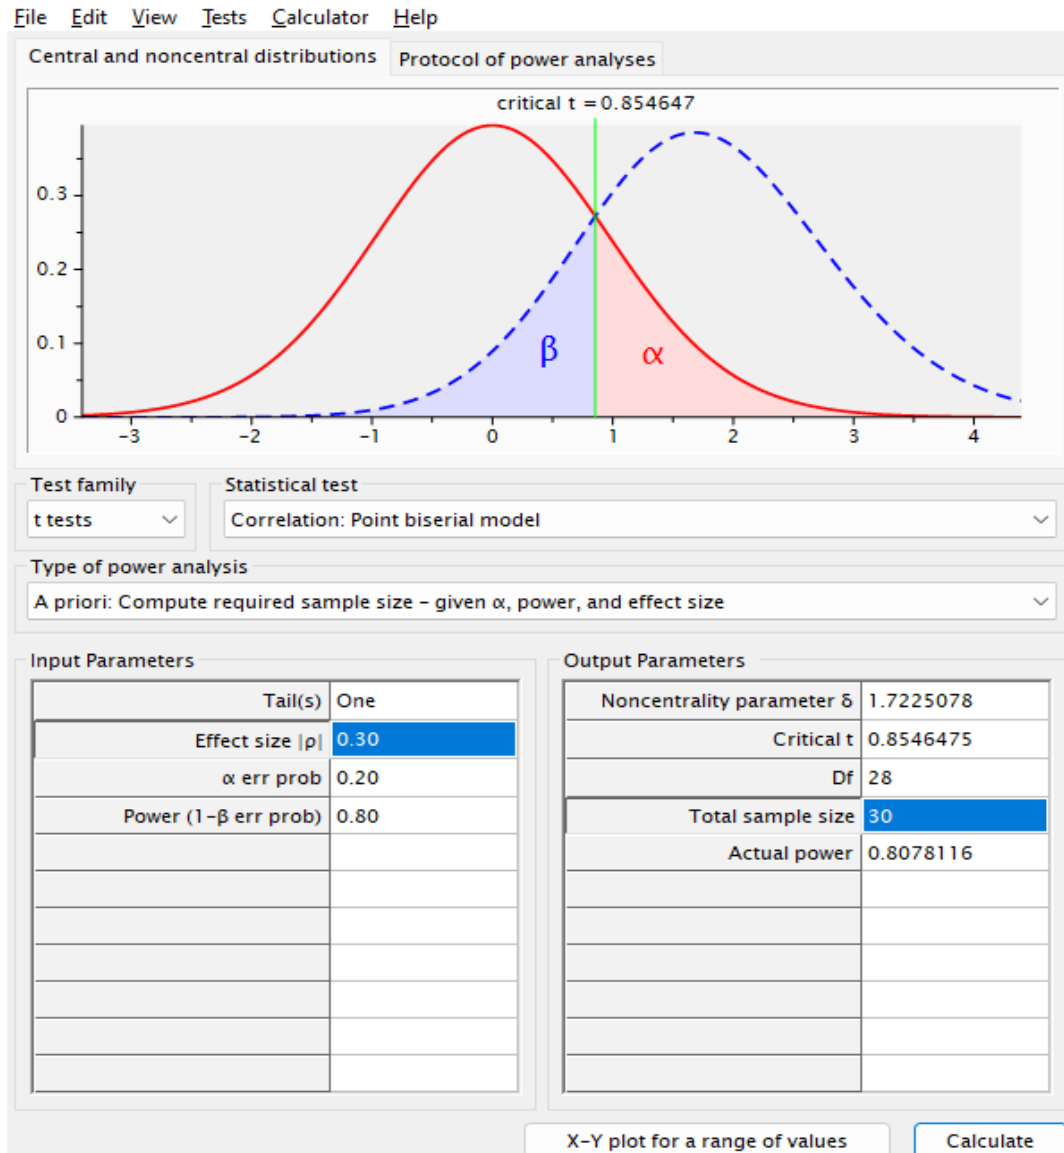 File Edit View Tests Calculator Help
Central and noncentral distributions Protocol of power analyses
critical t = 0.854647
0.3
0.2
0.1
0
β α
-3 -2 -1 0 1 2 3 4
Test family Statistical test
t tests Correlation: Point biserial model
Type of power analysis
A priori: Compute required sample size – given α, power, and effect size
Input Parameters
Tail(s) One
Effect size |ρ| 0.30
α err prob 0.20
Power (1-β err prob) 0.80
Output Parameters
Noncentrality parameter δ 1.7225078
Critical t 0.8546475
Df 28
Total sample size 30
Actual power 0.8078116
X-Y plot for a range of values Calculate